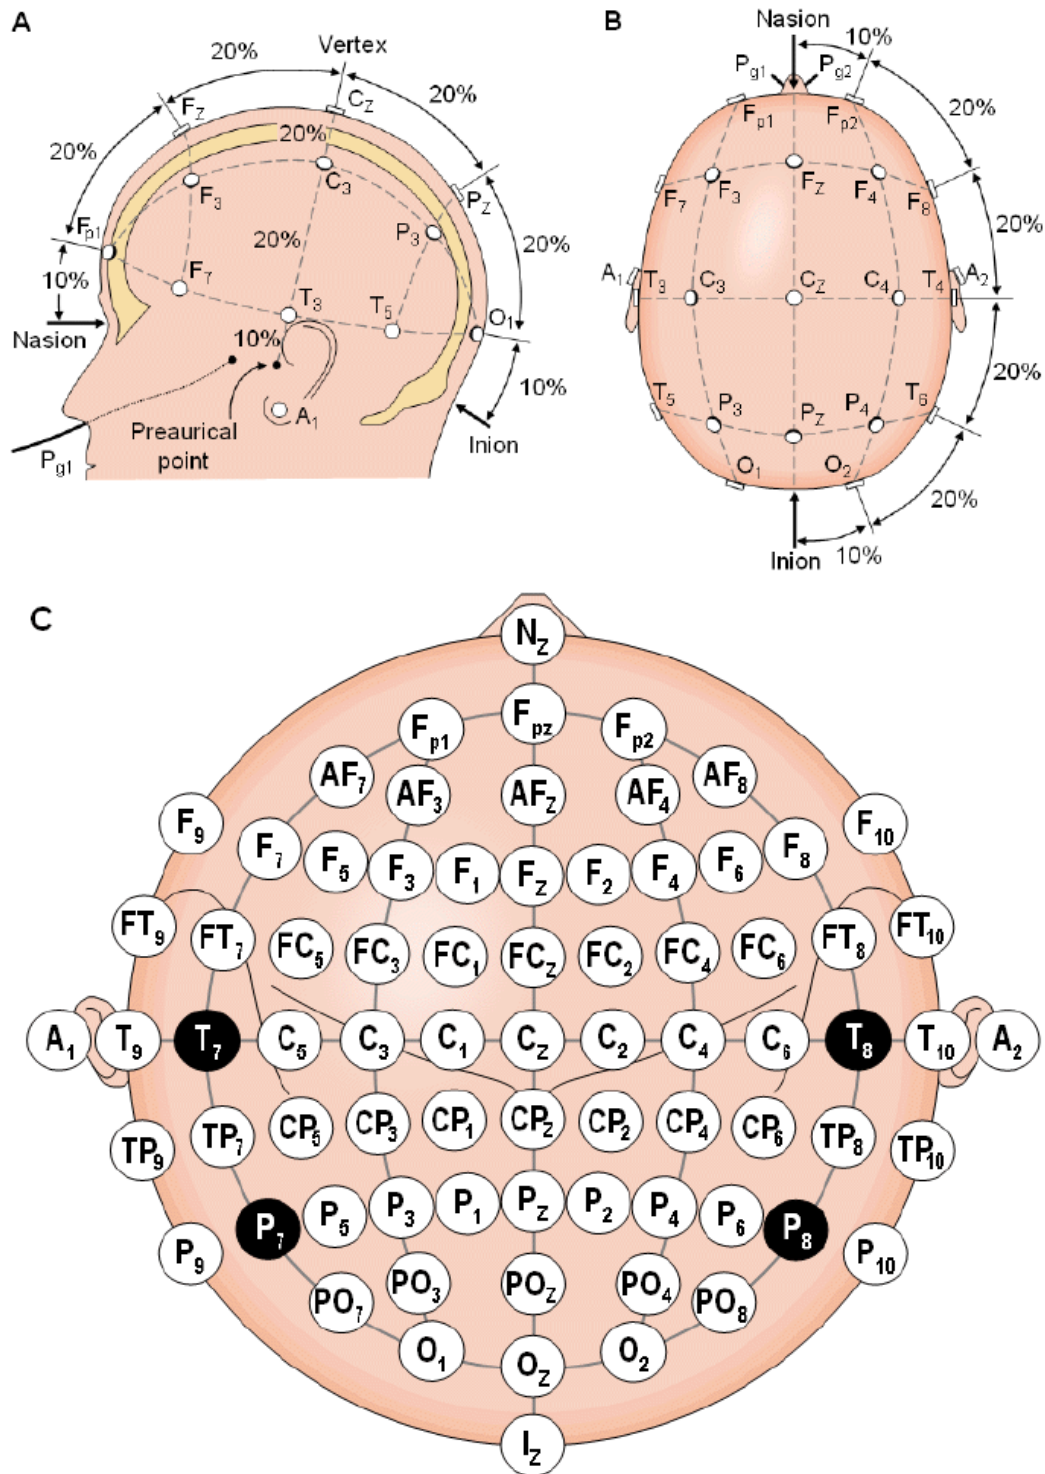 A
20%
Vertex
FZ
CZ
20%
20%
20%
F3
C3
PZ
Fp1
20%
P3
20%
10%
F7
T3
T5
O1
Nasion
10%
10%
A1
Preaurical
point
Inion
Pg1
B
Nasion
10%
Pg1 Pg2
Fp1 Fp2
20%
F7 F3 FZ F4 F8
20%
A1 T3 C3 CZ C4 T4 A2
20%
T5 P3 PZ P4 T6
O1 O2
20%
Inion
10%
C
NZ
Fp1 Fpz Fp2
AF7 AF3 AFZ AF4 AF8
F9 F7 F5 F3 F1 FZ F2 F4 F6 F8 F10
FT9 FT7 FC5 FC3 FC1 FCZ FC2 FC4 FC6 FT8 FT10
A1 T9 T7 C5 C3 C1 CZ C2 C4 C6 T8 T10 A2
TP9 TP7 CP5 CP3 CP1 CPZ CP2 CP4 CP6 TP8 TP10
P9 P7 P5 P3 P1 PZ P2 P4 P6 P8 P10
PO7 PO3 POZ PO4 PO8
O1 OZ O2
IZ